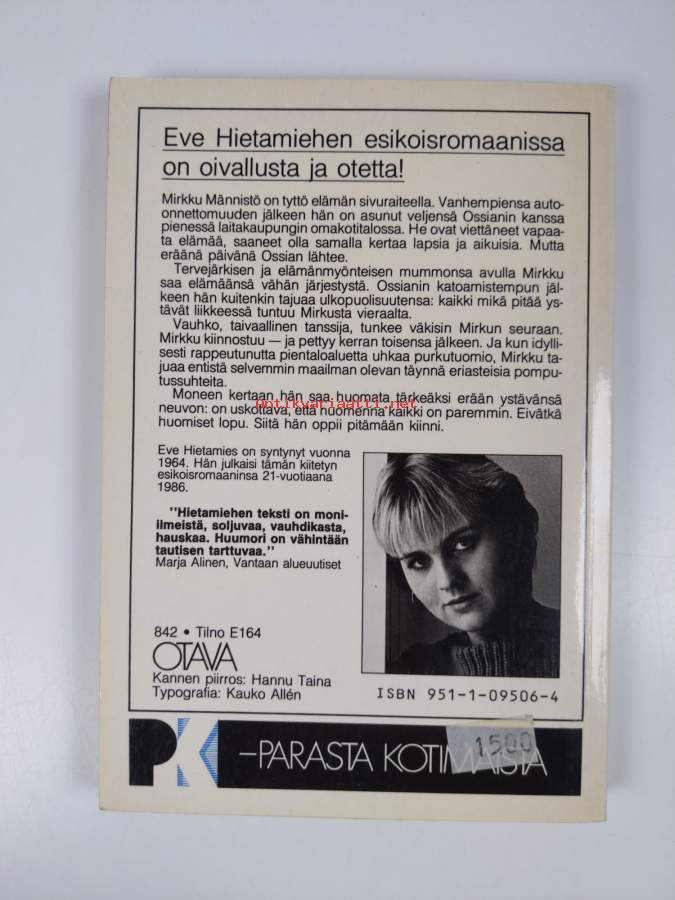 Eve Hietamiehen esikoisromaanissa
on oivallusta ja otetta!
Mirkku Männistö on tyttö elämän sivuraiteella. Vanhempiensa auto-
onnettomuuden jälkeen hän on asunut veljensä Ossianin kanssa
pienessä laitakaupungin omakotitalossa. He ovat viettäneet vapaa-
ta elämää, saaneet olla samalla kertaa lapsia ja aikuisia. Mutta
eräänä päivänä Ossian lähtee.
Tervejärkisen ja elämänmyönteisen mummonsa avulla Mirkku
saa elämäänsä vähän järjestystä. Ossianin katoamistempun jäl-
keen hän kuitenkin tajuaa ulkopuolisuutensa: kaikki mikä pitää ys-
tävät liikkeessä tuntuu Mirkusta vieraalta.
Vauhko, taivaallinen tanssija, tunkee väkisin Mirkun seuraan.
Mirkku kiinnostuu — ja pettyy kerran toisensa jälkeen. Ja kun idylli-
sesti rappeutunutta pientaloaluetta uhkaa purkutuomio, Mirkku ta-
juaa entistä selvemmin maailman olevan täynnä eriasteisia pompu-
tussuhteita.
Moneen kertaan hän saa huomata tärkeäksi erään ystävänsä
neuvon: on uskottava, että huomenna kaikki on paremmin. Eivätkä
huomiset lopu. Siitä hän oppii pitämään kiinni.
antikvariaatti.net
Eve Hietamies on syntynyt vuonna
1964. Hän julkaisi tämän kiitetyn
esikoisromaaninsa 21-vuotiaana
1986.
"Hietamiehen teksti on moni-
ilmeistä, soljuvaa, vauhdikasta,
hauskaa. Huumori on vähintään
tautisen tarttuvaa."
Marja Alinen, Vantaan alueuutiset
842 • Tilno E164
OTAVA
Kannen piirros: Hannu Taina
Typografia: Kauko Allén
ISBN 951-1-09506-4
PK –PARASTA KOTIMAISTA
1500